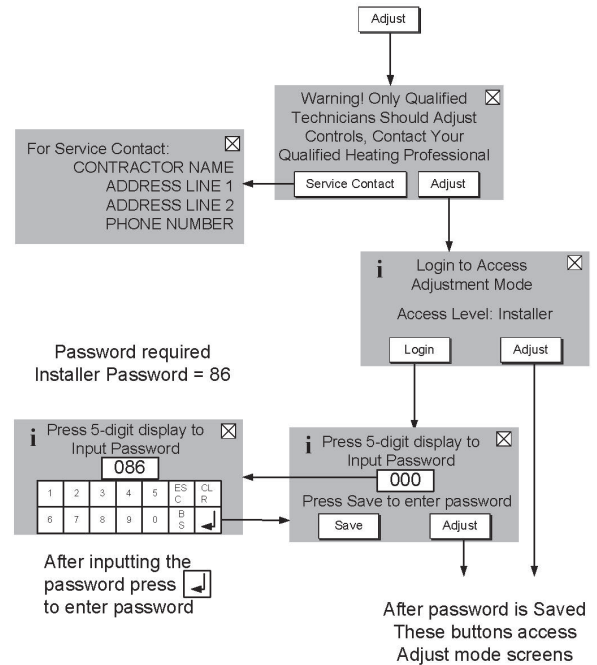 Adjust
Warning! Only Qualified
Technicians Should Adjust
Controls, Contact Your
Qualified Heating Professional
Service Contact
Adjust
For Service Contact:
CONTRACTOR NAME
ADDRESS LINE 1
ADDRESS LINE 2
PHONE NUMBER
i
Login to Access
Adjustment Mode
Access Level: Installer
Login
Adjust
Password required
Installer Password = 86
i
Press 5-digit display to
Input Password
086
1 2 3 4 5 ESC CLR
6 7 8 9 0 BS
After inputting the
password press
to enter password
i
Press 5-digit display to
Input Password
000
Press Save to enter password
Save
Adjust
After password is Saved
These buttons access
Adjust mode screens